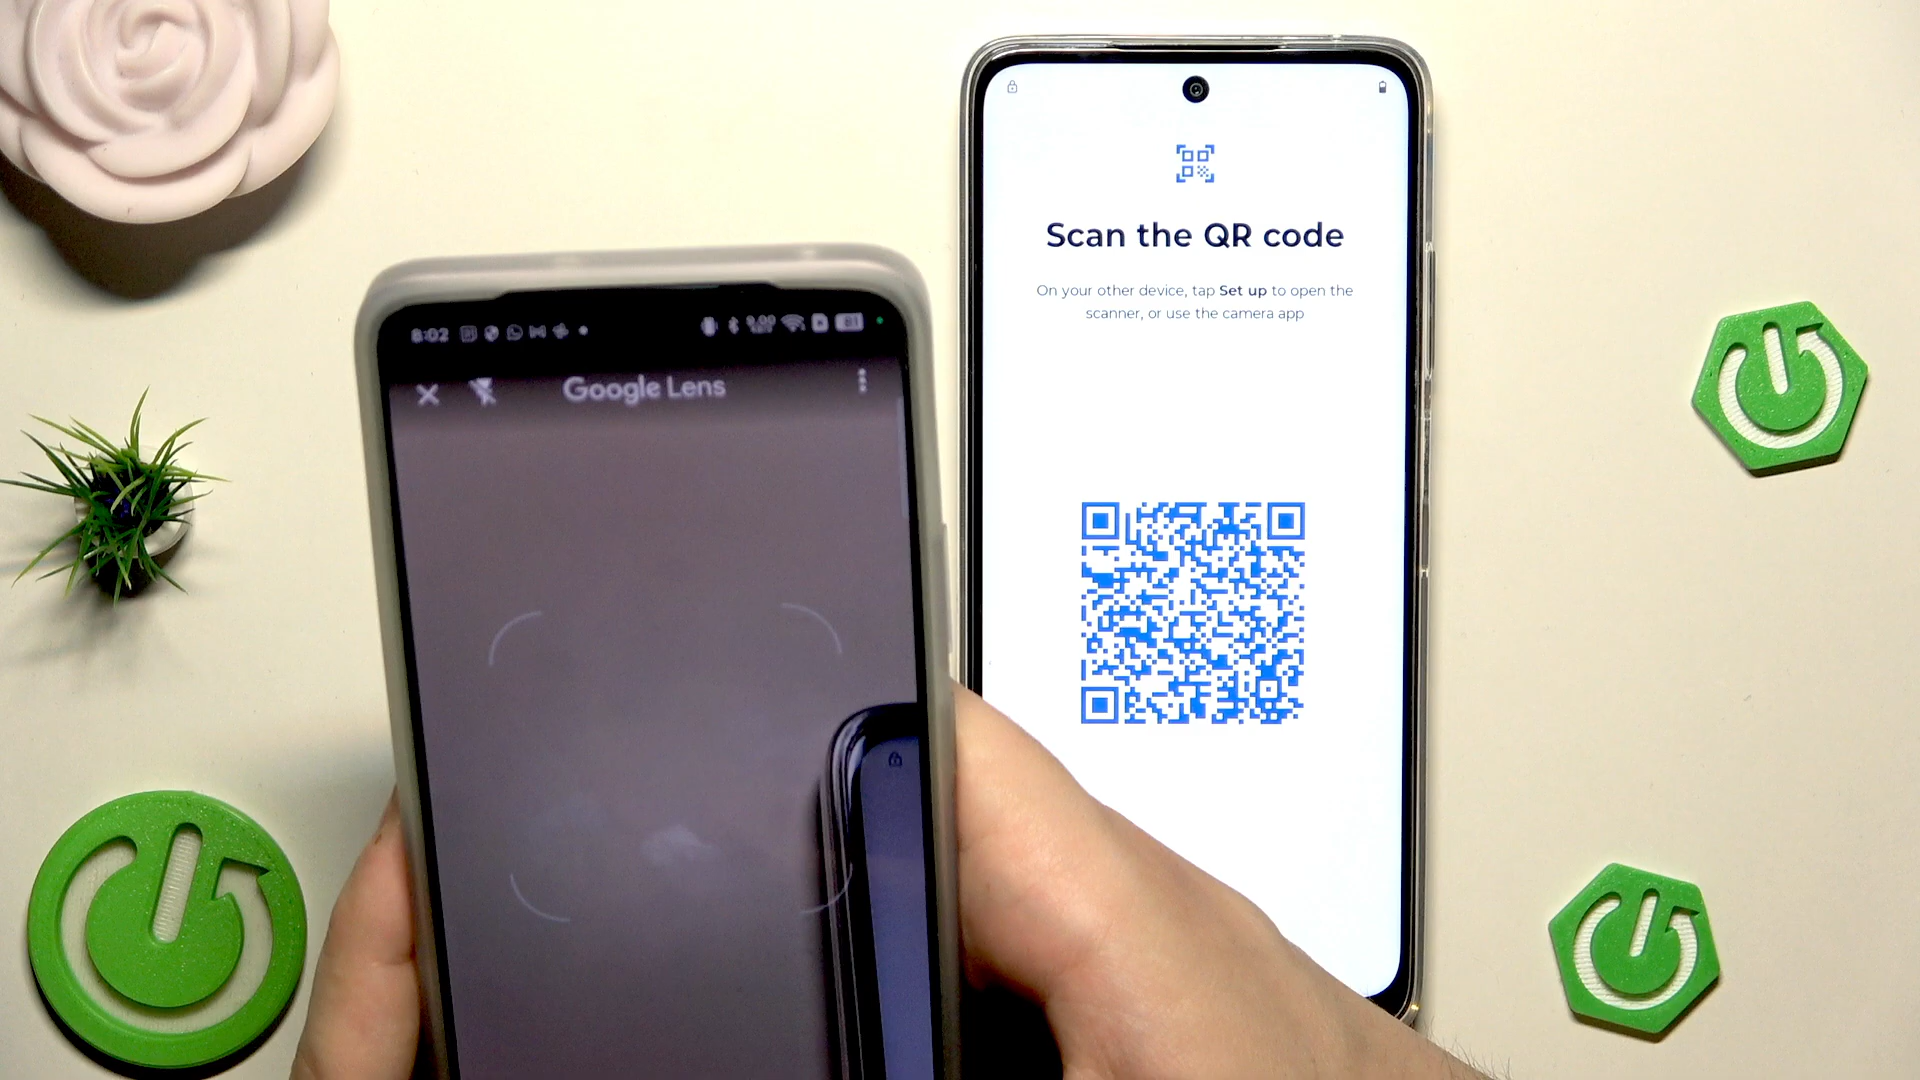 8:02
81
Google Lens
Scan the QR code
On your other device, tap Set up to open the
scanner, or use the camera app